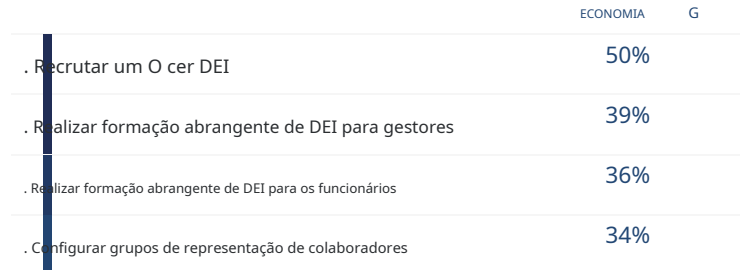 ECONOMIA G
. Recrutar um O cer DEI 50%
. Realizar formação abrangente de DEI para gestores 39%
. Realizar formação abrangente de DEI para os funcionários 36%
. Configurar grupos de representação de colaboradores 34%